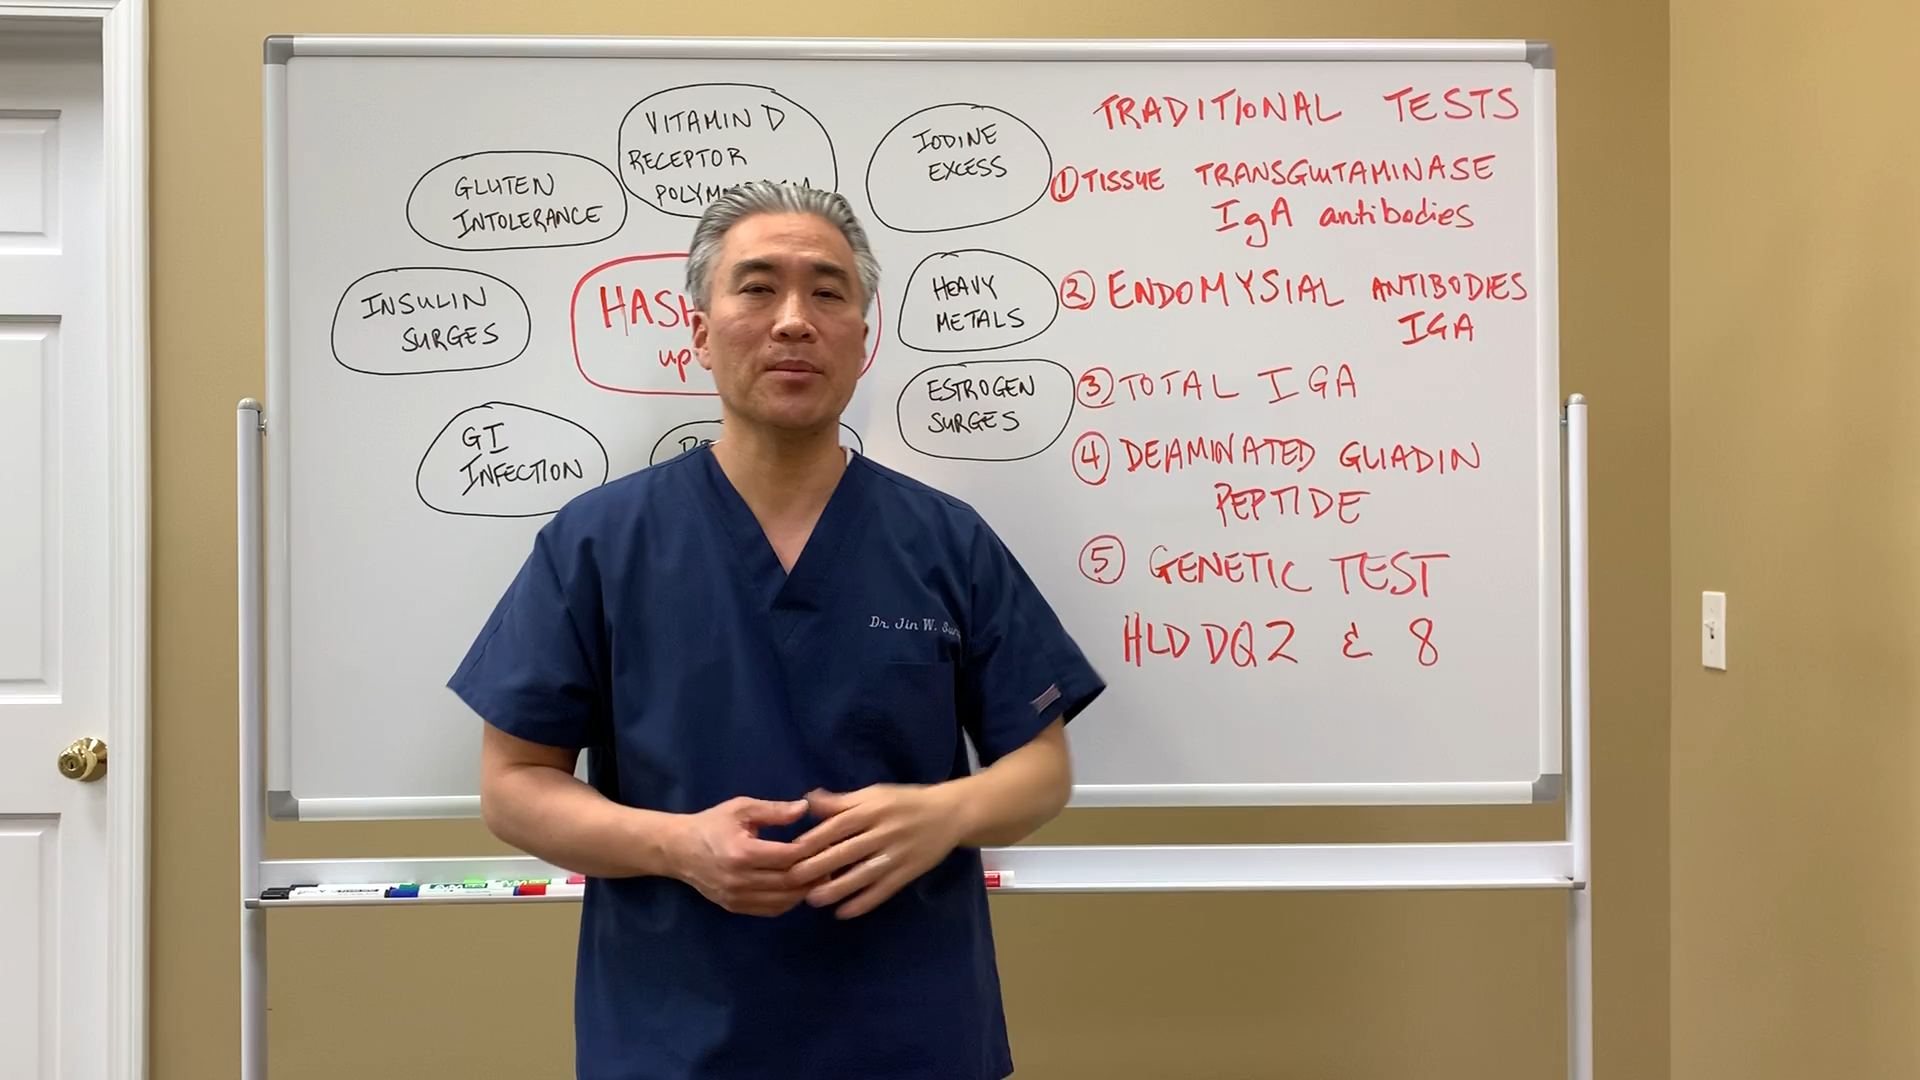 VITAMIN D
RECEPTOR
IODINE
EXCESS
GLUTEN
INTOLERANCE
INSULIN
SURGES
HEAVY
METALS
ESTROGEN
SURGES
GI
INFECTION
TRADITIONAL TESTS
① TISSUE TRANSGLUTAMINASE
IgA antibodies
② ENDOMYSIAL ANTIBODIES
IGA
③ TOTAL IGA
④ DEAMINATED GLIADIN
PEPTIDE
⑤ GENETIC TEST
HLD DQ2 & 8
Dr. Jin W.